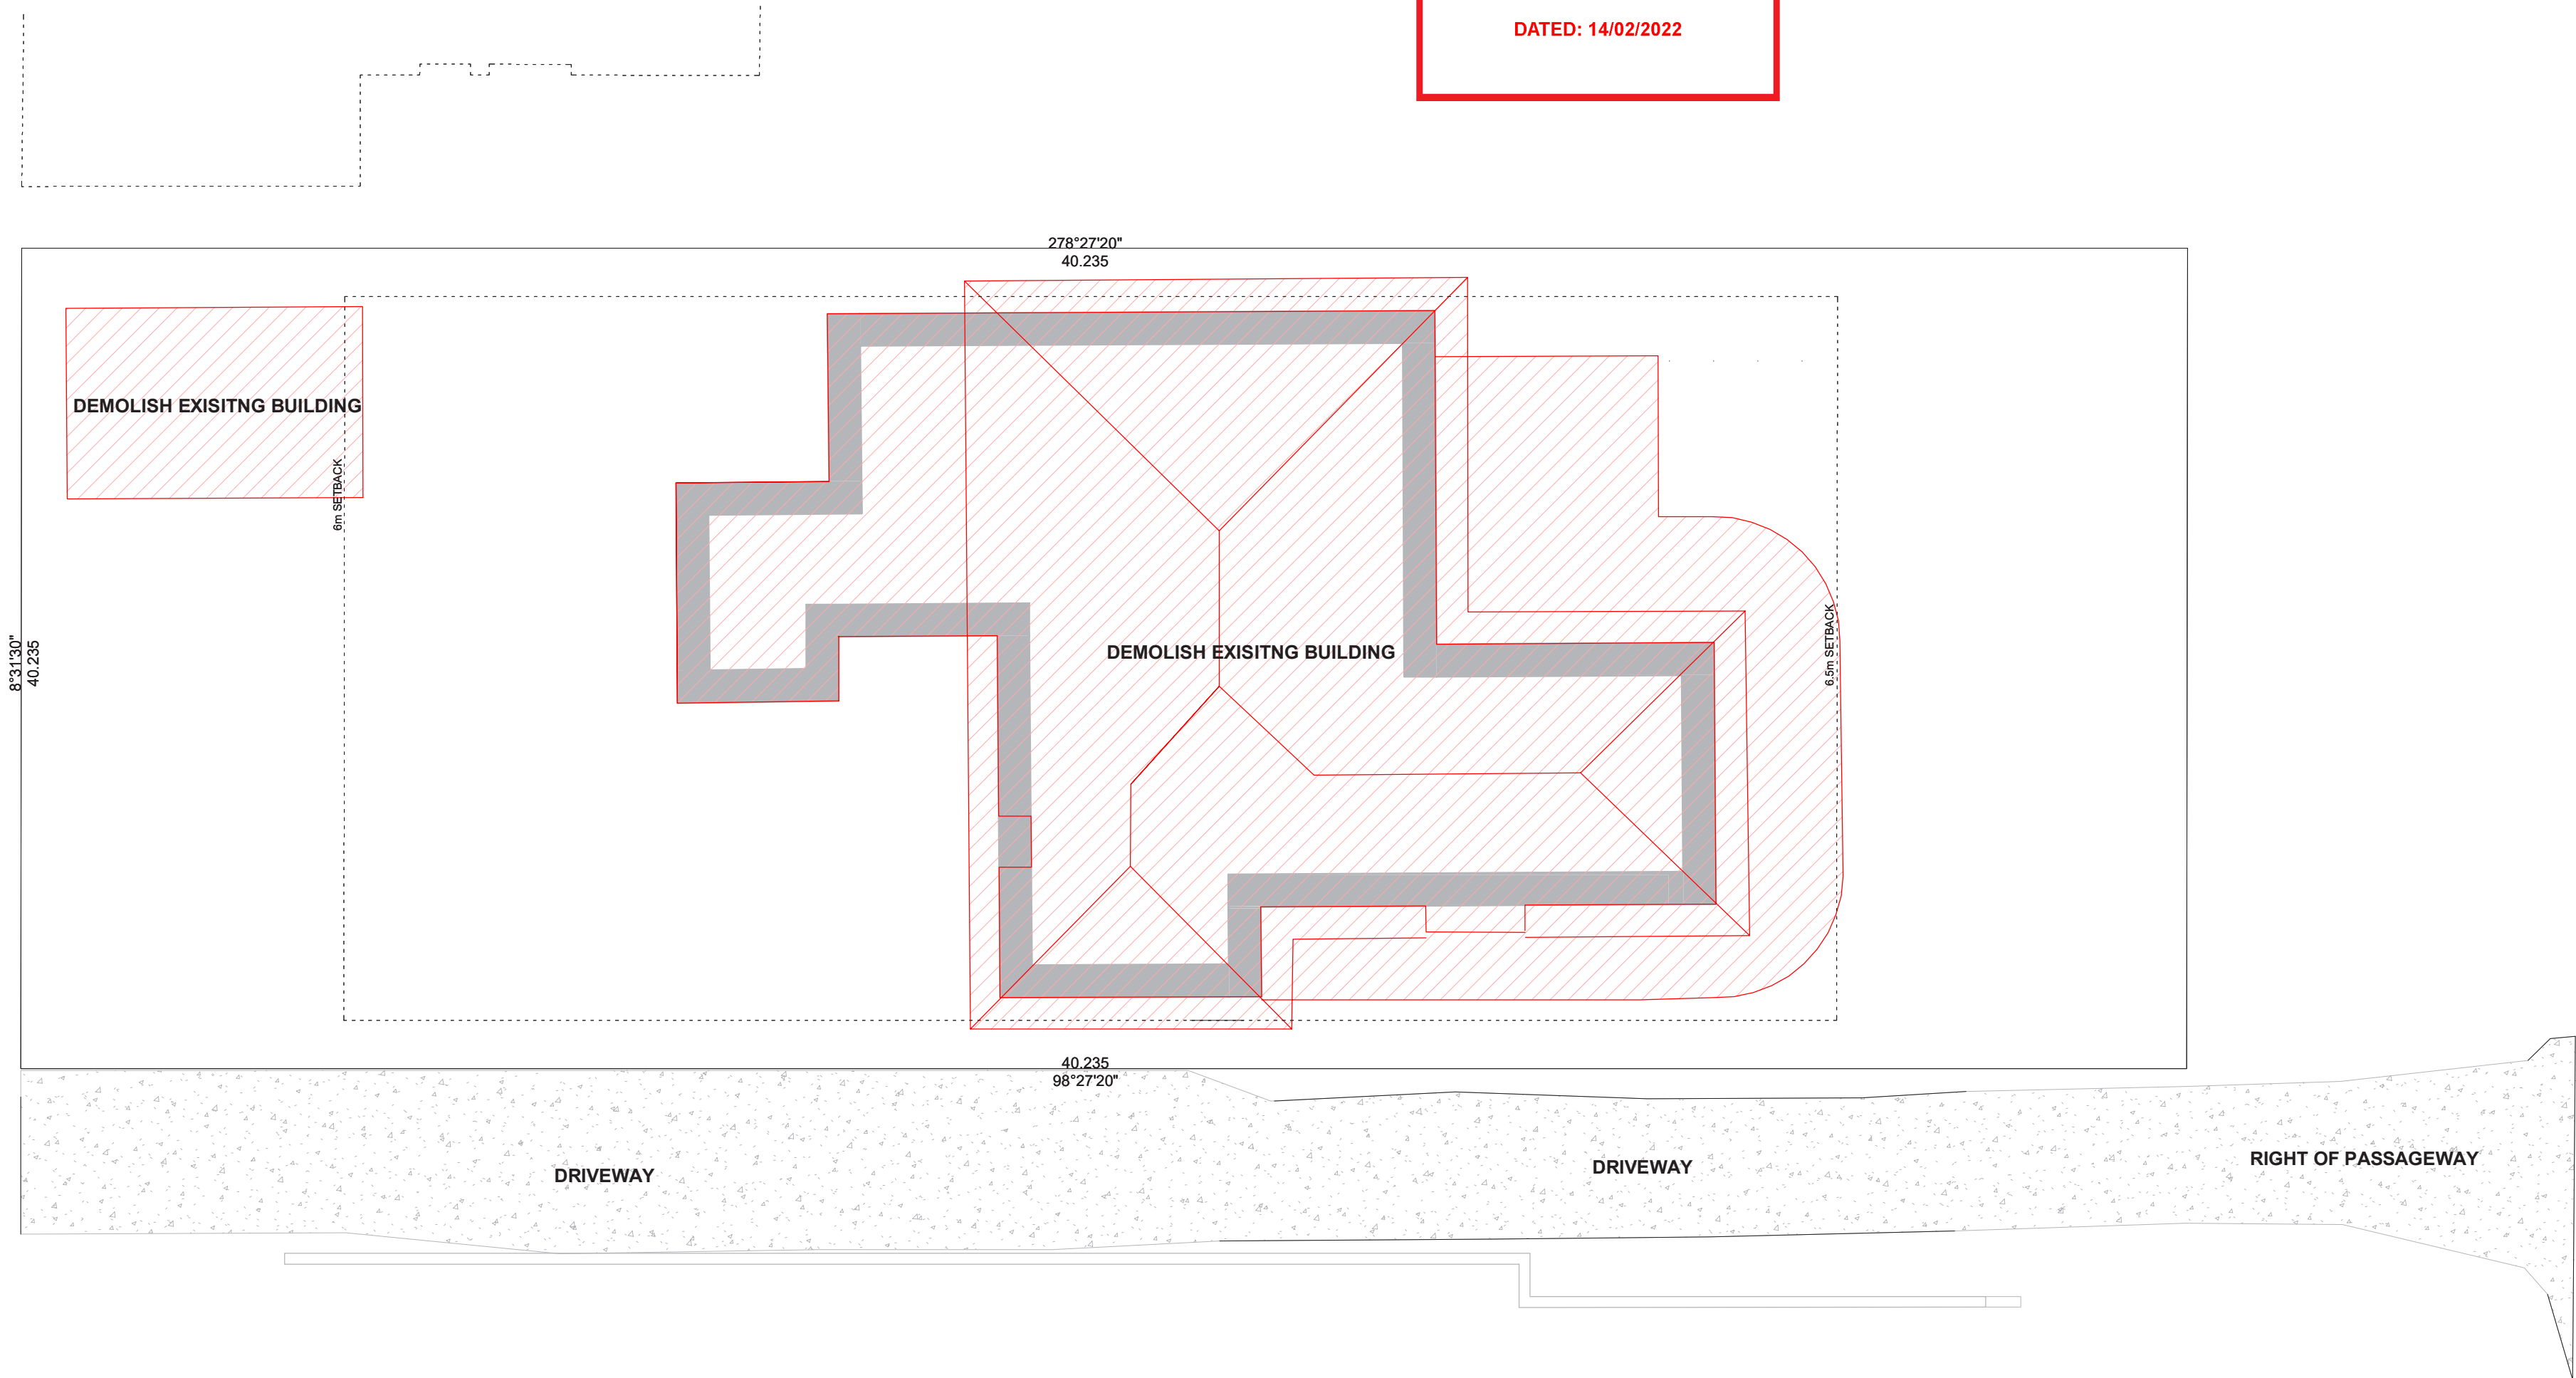 DATED: 14/02/2022
278°27'20"
40.235
DEMOLISH EXISITNG BUILDING
6m SETBACK
8°31'30"
40.235
DEMOLISH EXISITNG BUILDING
6.5m SETBACK
40.235
98°27'20"
DRIVEWAY
DRIVEWAY
RIGHT OF PASSAGEWAY